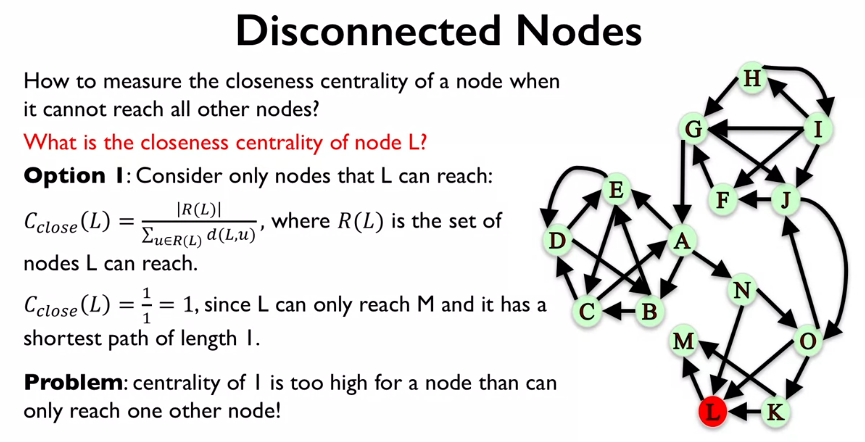 Disconnected Nodes
How to measure the closeness centrality of a node when
it cannot reach all other nodes?
What is the closeness centrality of node L?
Option 1: Consider only nodes that L can reach:
C_close(L) = |R(L)| / ∑_{u∈R(L)} d(L,u), where R(L) is the set of
nodes L can reach.
C_close(L) = 1/1 = 1, since L can only reach M and it has a
shortest path of length 1.
Problem: centrality of 1 is too high for a node than can
only reach one other node!
H
G
I
E
F
J
D
A
N
C
B
M
O
L
K